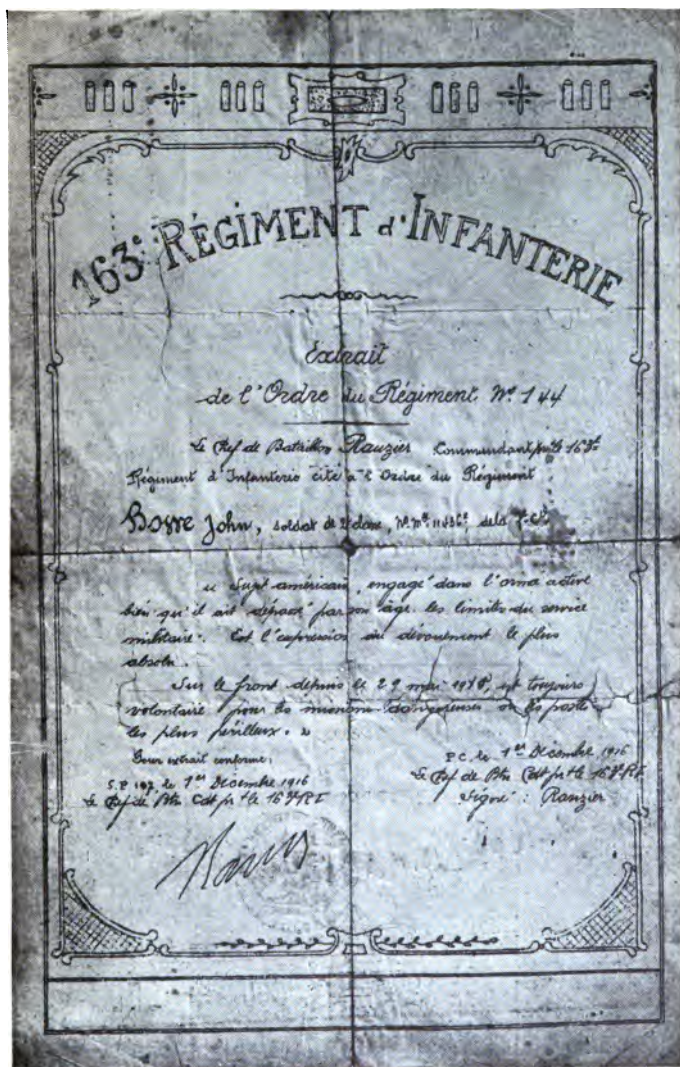 163e RÉGIMENT d'INFANTERIE
Extrait
de l'Ordre du Régiment. No 144
Le Chef de Bataillon Rauzier Commandant p.i. le 163e
Régiment d'Infanterie cite à l'Ordre du Régiment
John, soldat de 2e classe, No Mle de la 7e Cie
" Sujet américain, engagé dans l'arme active
bien qu'il ait dépassé par son âge les limites du service
militaire. Est l'expression du dévouement le plus
absolu.
Sur le front depuis le 29 mai, est toujours
volontaire pour les missions dangereuses ou les postes
les plus périlleux. "
Pour extrait conforme:
S.P. 197, le 1er Décembre 1916
Le Chef de Btn Cdt p.i. le 163e R.I.
P.C. le 1er Décembre 1916
Le Chef de Btn Cdt p.i. le 163e R.I.
Signé : Rauzier